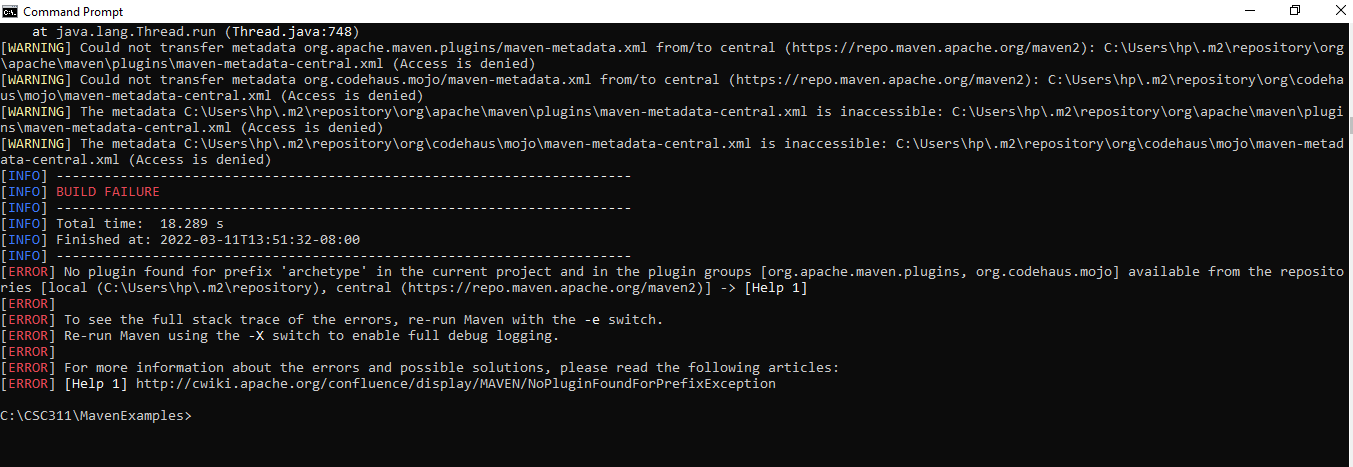 Command Prompt
at java.lang.Thread.run (Thread.java:748)
[WARNING] Could not transfer metadata org.apache.maven.plugins/maven-metadata.xml from/to central (https://repo.maven.apache.org/maven2): C:\Users\hp\.m2\repository\org
\apache\maven\plugins\maven-metadata-central.xml (Access is denied)
[WARNING] Could not transfer metadata org.codehaus.mojo/maven-metadata.xml from/to central (https://repo.maven.apache.org/maven2): C:\Users\hp\.m2\repository\org\codeha
us\mojo\maven-metadata-central.xml (Access is denied)
[WARNING] The metadata C:\Users\hp\.m2\repository\org\apache\maven\plugins\maven-metadata-central.xml is inaccessible: C:\Users\hp\.m2\repository\org\apache\maven\plugi
ns\maven-metadata-central.xml (Access is denied)
[WARNING] The metadata C:\Users\hp\.m2\repository\org\codehaus\mojo\maven-metadata-central.xml is inaccessible: C:\Users\hp\.m2\repository\org\codehaus\mojo\maven-metad
ata-central.xml (Access is denied)
[INFO] ------------------------------------------------------------------------
[INFO] BUILD FAILURE
[INFO] ------------------------------------------------------------------------
[INFO] Total time:  18.289 s
[INFO] Finished at: 2022-03-11T13:51:32-08:00
[INFO] ------------------------------------------------------------------------
[ERROR] No plugin found for prefix 'archetype' in the current project and in the plugin groups [org.apache.maven.plugins, org.codehaus.mojo] available from the reposito
ries [local (C:\Users\hp\.m2\repository), central (https://repo.maven.apache.org/maven2)] -> [Help 1]
[ERROR]
[ERROR] To see the full stack trace of the errors, re-run Maven with the -e switch.
[ERROR] Re-run Maven using the -X switch to enable full debug logging.
[ERROR]
[ERROR] For more information about the errors and possible solutions, please read the following articles:
[ERROR] [Help 1] http://cwiki.apache.org/confluence/display/MAVEN/NoPluginFoundForPrefixException
C:\CSC311\MavenExamples>